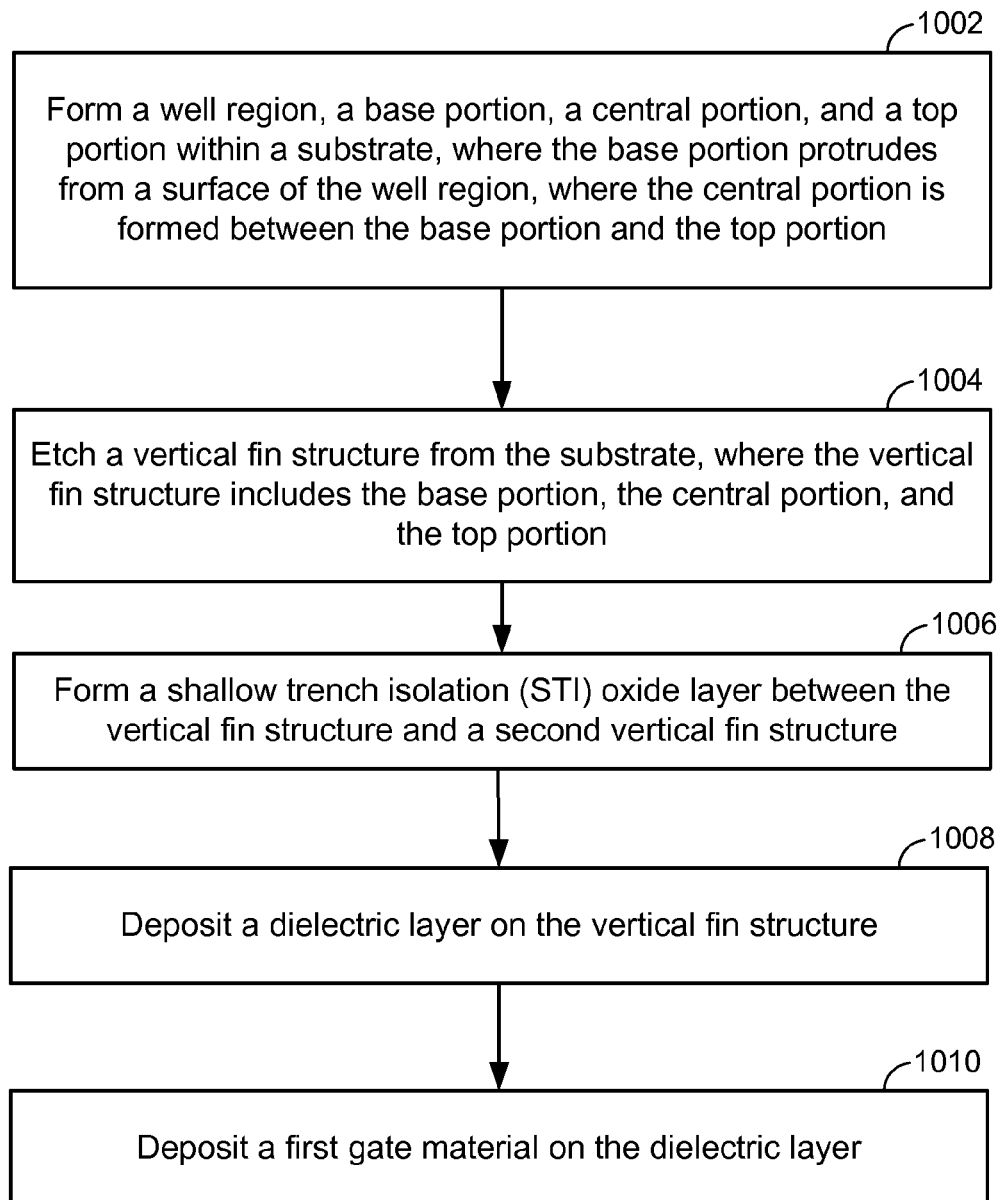 1002
Form a well region, a base portion, a central portion, and a top
portion within a substrate, where the base portion protrudes
from a surface of the well region, where the central portion is
formed between the base portion and the top portion
1004
Etch a vertical fin structure from the substrate, where the vertical
fin structure includes the base portion, the central portion, and
the top portion
1006
Form a shallow trench isolation (STI) oxide layer between the
vertical fin structure and a second vertical fin structure
1008
Deposit a dielectric layer on the vertical fin structure
1010
Deposit a first gate material on the dielectric layer